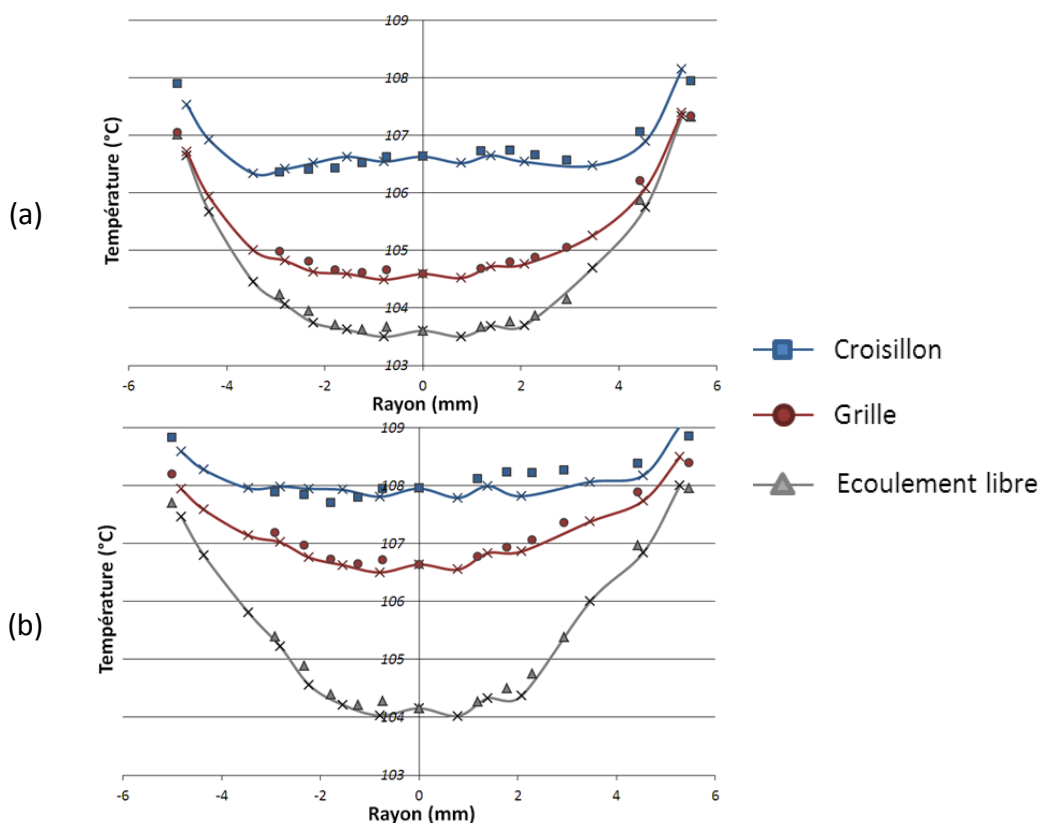 (a)
Température (°C)
109
108
107
106
105
104
103
-6 -4 -2 0 2 4 6
Rayon (mm)
Croisillon
Grille
Ecoulement libre
(b)
Température (°C)
109
108
107
106
105
104
103
-6 -4 -2 0 2 4 6
Rayon (mm)